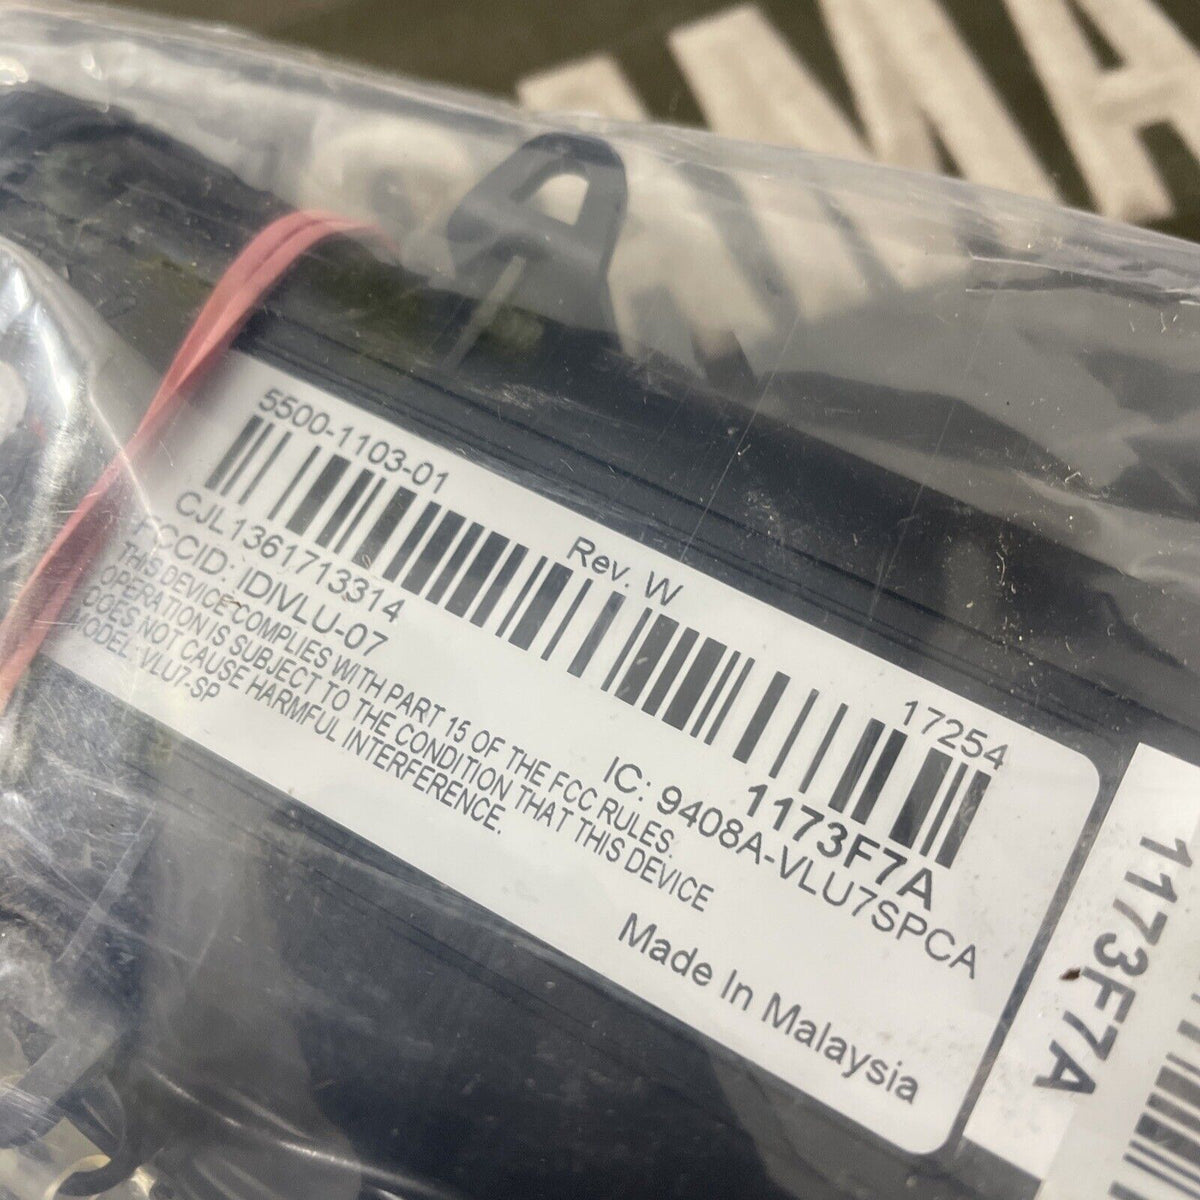 5500-1103-01
Rev. W
17254
CJL1361713314
1173F7A
FCCID: IDIVLU-07
IC: 9408A-VLU7SPCA
THIS DEVICE COMPLIES WITH PART 15 OF THE FCC RULES.
OPERATION IS SUBJECT TO THE CONDITION THAT THIS DEVICE
DOES NOT CAUSE HARMFUL INTERFERENCE.
MODEL: VLU7-SP
Made In Malaysia
1173F7A